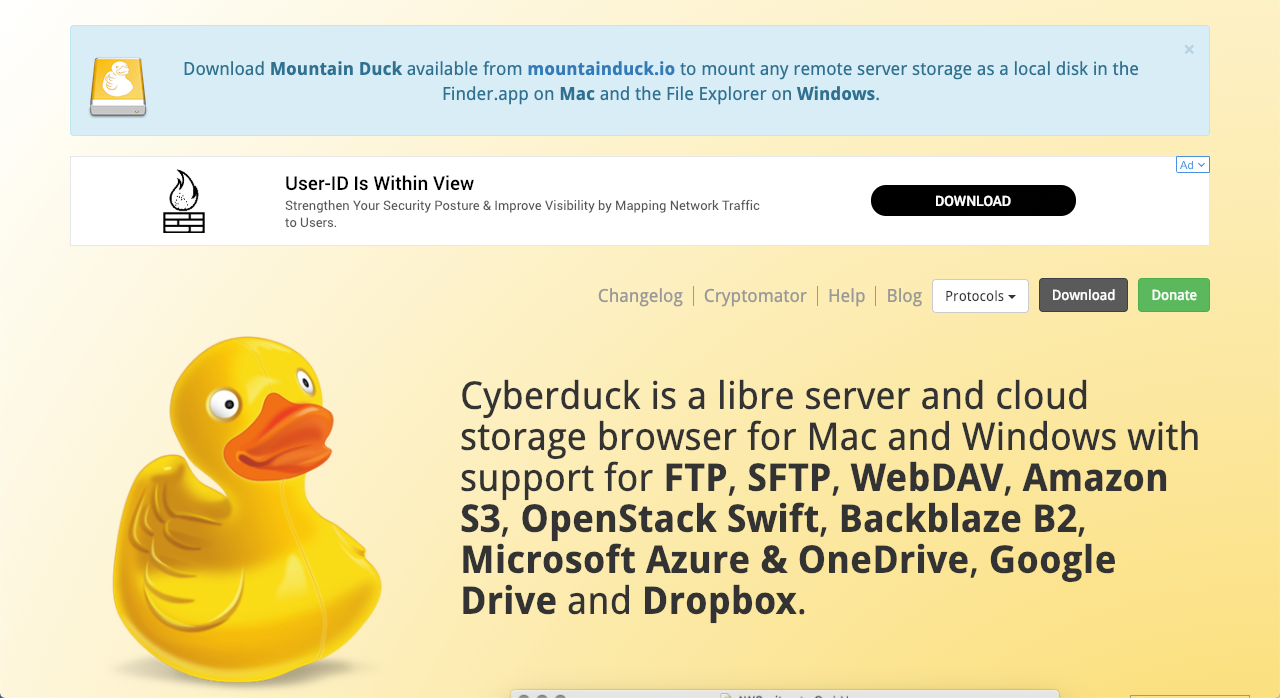 Download Mountain Duck available from mountainduck.io to mount any remote server storage as a local disk in the
Finder.app on Mac and the File Explorer on Windows.
×
Ad
User-ID Is Within View
Strengthen Your Security Posture & Improve Visibility by Mapping Network Traffic
to Users.
DOWNLOAD
Changelog
Cryptomator
Help
Blog
Protocols
Download
Donate
Cyberduck is a libre server and cloud
storage browser for Mac and Windows with
support for FTP, SFTP, WebDAV, Amazon
S3, OpenStack Swift, Backblaze B2,
Microsoft Azure & OneDrive, Google
Drive and Dropbox.